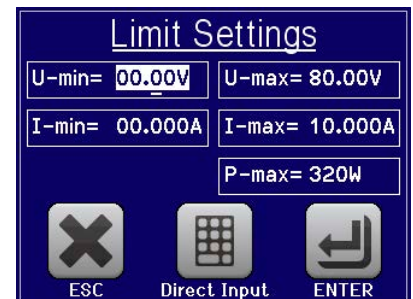 Limit Settings
U-min= 00.00V U-max= 80.00V
I-min= 00.000A I-max= 10.000A
P-max= 320W
ESC Direct Input ENTER